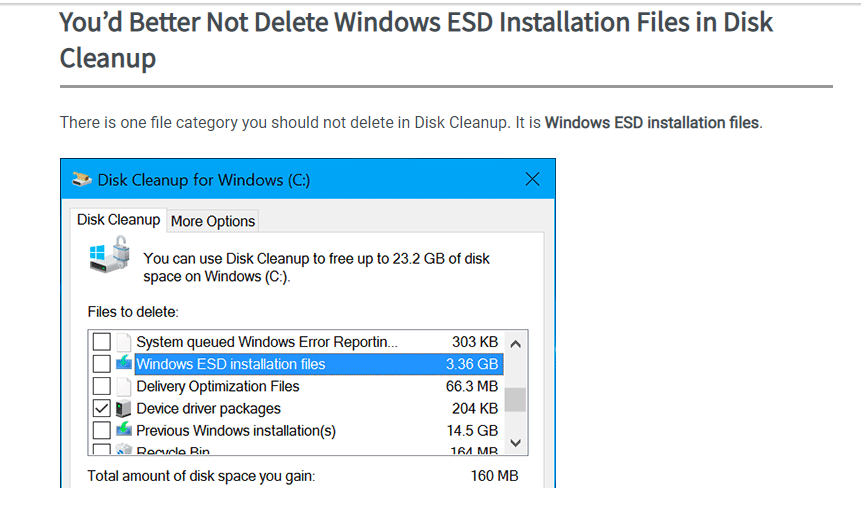 You’d Better Not Delete Windows ESD Installation Files in Disk
Cleanup
There is one file category you should not delete in Disk Cleanup. It is Windows ESD installation files.
Disk Cleanup for Windows (C:)
Disk Cleanup More Options
You can use Disk Cleanup to free up to 23.2 GB of disk
space on Windows (C:).
Files to delete:
System queued Windows Error Reportin... 303 KB
Windows ESD installation files 3.36 GB
Delivery Optimization Files 66.3 MB
Device driver packages 204 KB
Previous Windows installation(s) 14.5 GB
Recycle Bin 164 MB
Total amount of disk space you gain: 160 MB